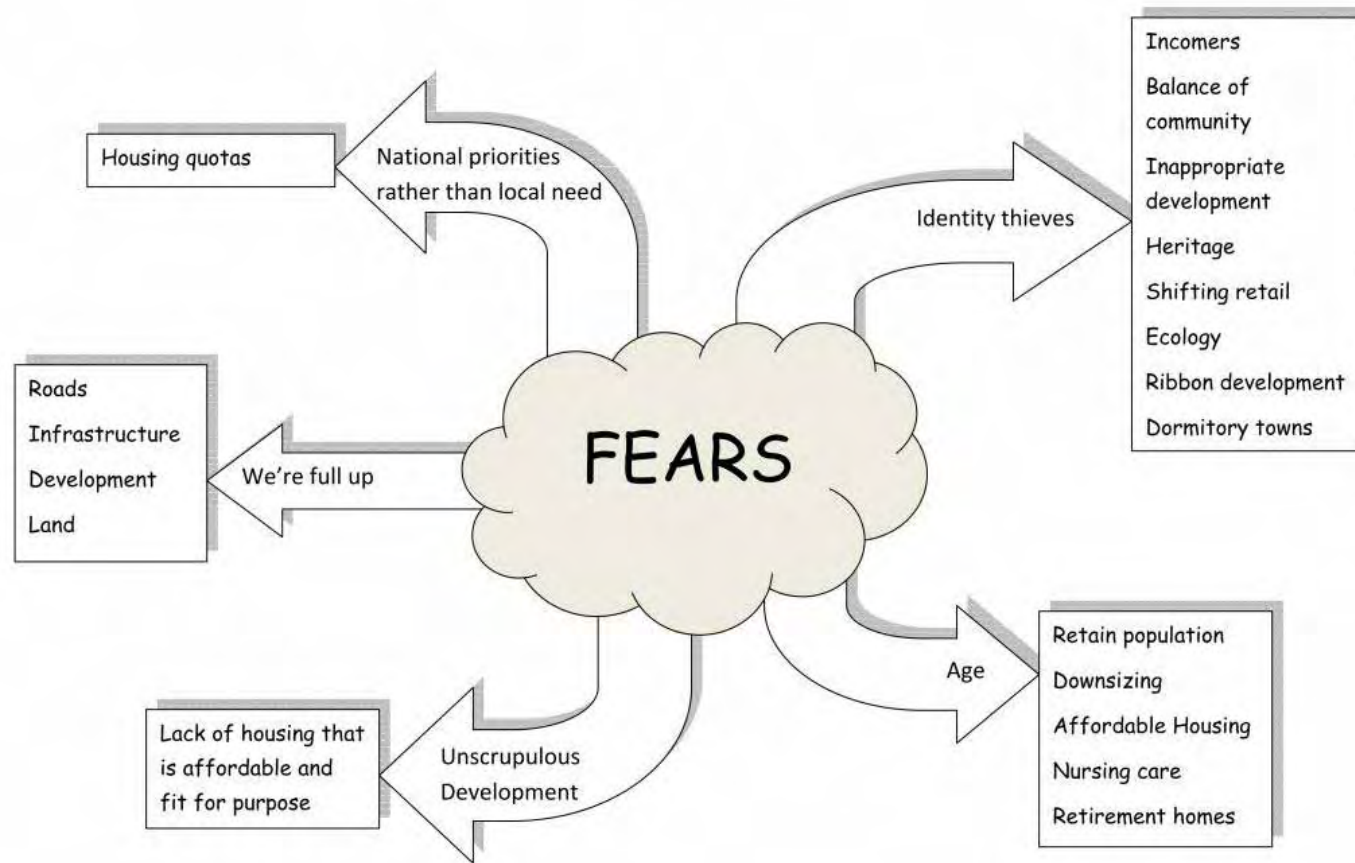 Housing quotas
National priorities
rather than local need
Identity thieves
Incomers
Balance of
community
Inappropriate
development
Heritage
Shifting retail
Ecology
Ribbon development
Dormitory towns
Roads
Infrastructure
Development
Land
We're full up
FEARS
Lack of housing that
is affordable and
fit for purpose
Unscrupulous
Development
Age
Retain population
Downsizing
Affordable Housing
Nursing care
Retirement homes